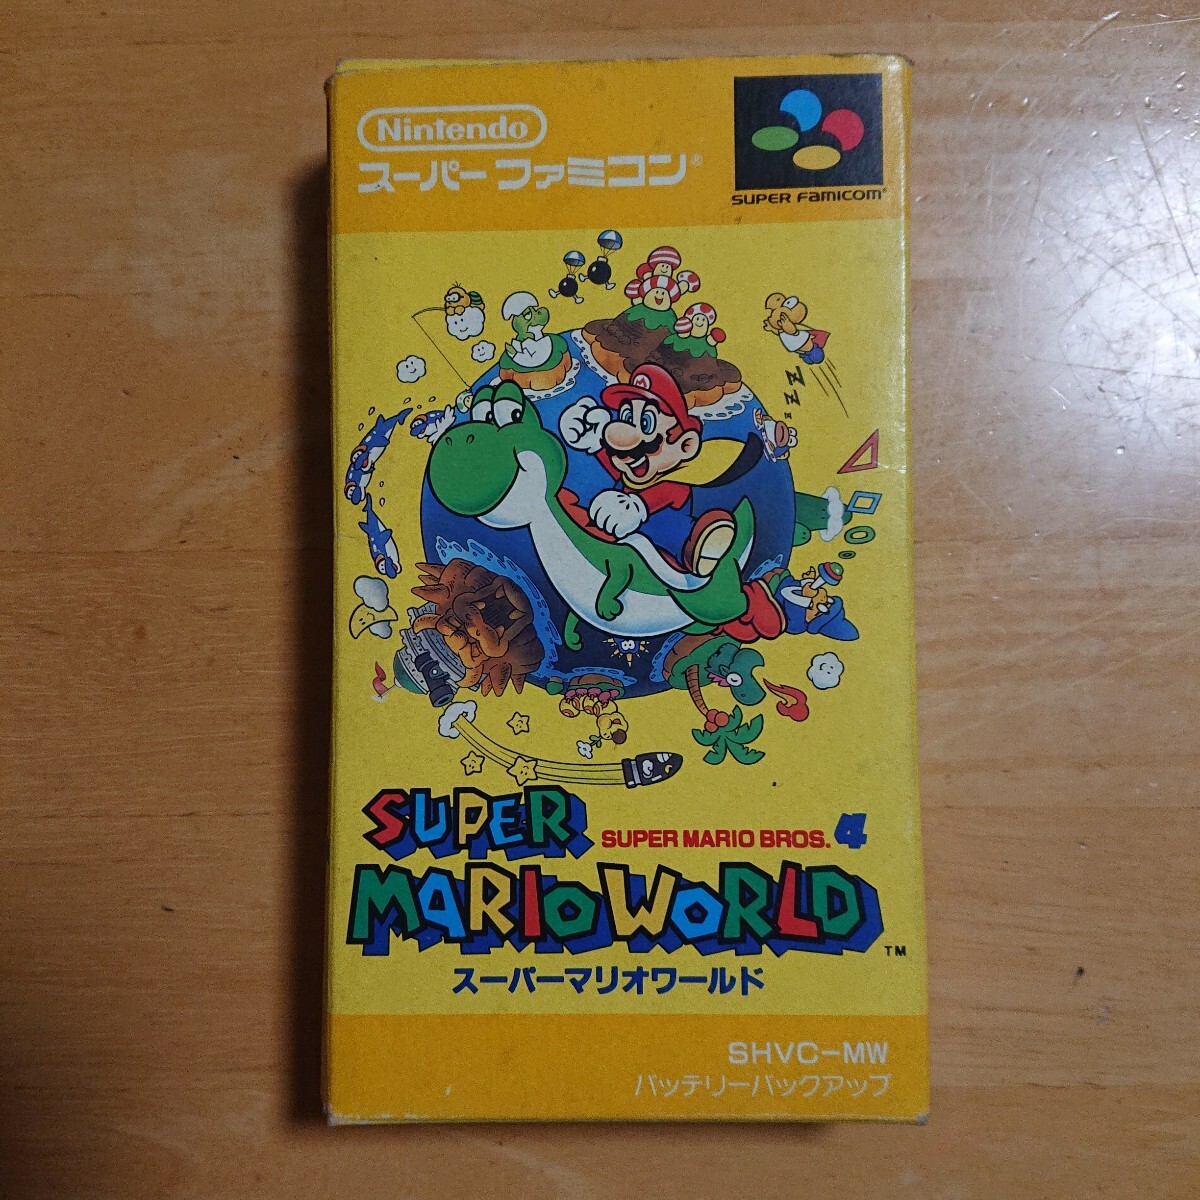 Nintendo
スーパーファミコン®
SUPER FAMICOM®
M
Z Z Z
8
SUPER
SUPER MARIO BROS. 4
MARIO WORLD™
スーパーマリオワールド
SHVC-MW
バッテリーバックアップ